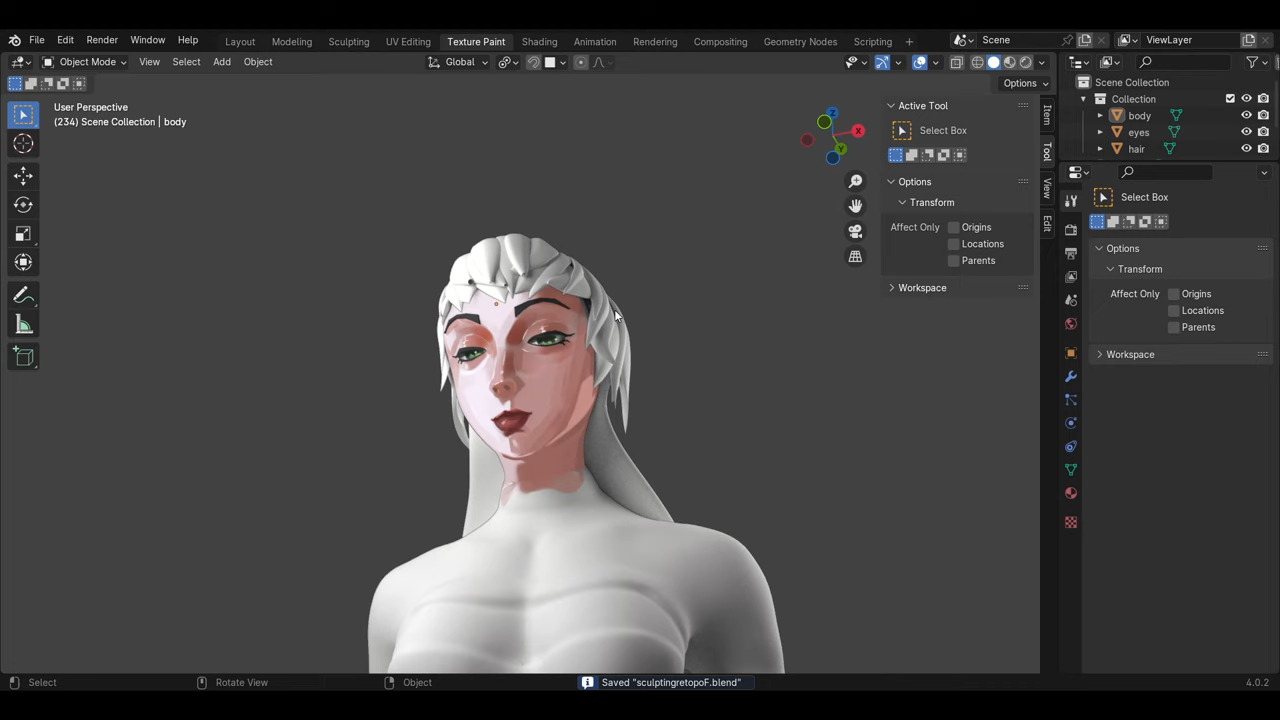 File Edit Render Window Help Layout Modeling Sculpting UV Editing Texture Paint Shading Animation Rendering Compositing Geometry Nodes Scripting + Scene ViewLayer
Object Mode View Select Add Object Global
Options
User Perspective
(234) Scene Collection | body
X
Y
Z
Active Tool
Select Box
Options
Transform
Affect Only Origins
Locations
Parents
Workspace
Item
Tool
View
Edit
Scene Collection
Collection
body
eyes
hair
Select Box
Options
Transform
Affect Only Origins
Locations
Parents
Workspace
Select Rotate View Object Saved "sculptingretopoF.blend" 4.0.2